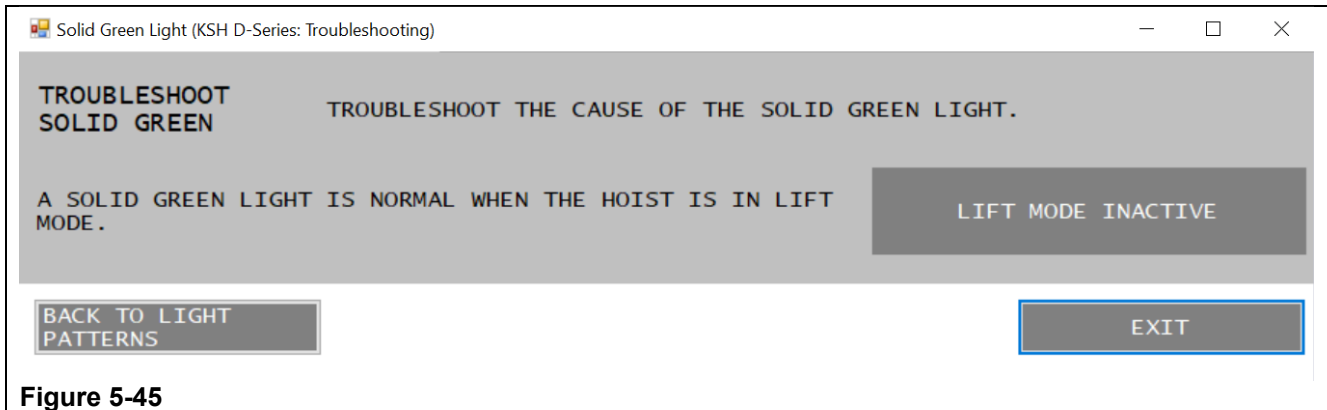 Solid Green Light (KSH D-Series: Troubleshooting)
TROUBLESHOOT
SOLID GREEN
TROUBLESHOOT THE CAUSE OF THE SOLID GREEN LIGHT.
A SOLID GREEN LIGHT IS NORMAL WHEN THE HOIST IS IN LIFT
MODE.
LIFT MODE INACTIVE
BACK TO LIGHT
PATTERNS
EXIT
Figure 5-45